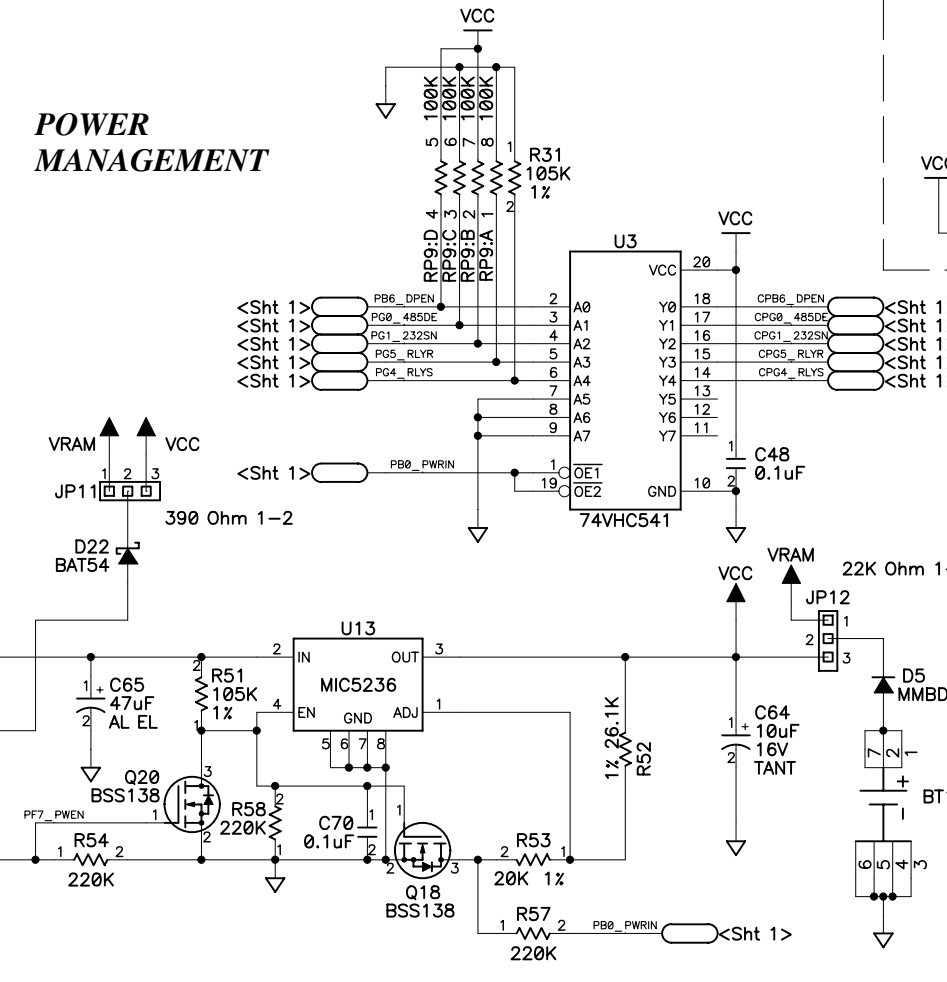 POWER
MANAGEMENT
VCC
100K 100K 100K 100K
5 6 7 8 1
R31
105K
1%
2
RP9:D 4
RP9:C 3
RP9:B 2
RP9:A 1
VCC
VCC
U3
VCC 20
<Sht 1> PB6_DPEN 2 A0 Y0 18 CPB6_DPEN <Sht 1
<Sht 1> PG0_485DE 3 A1 Y1 17 CPG0_485DE <Sht 1
<Sht 1> PG1_232SN 4 A2 Y2 16 CPG1_232SN <Sht 1
<Sht 1> PG5_RLYR 5 A3 Y3 15 CPG5_RLYR <Sht 1
<Sht 1> PG4_RLYS 6 A4 Y4 14 CPG4_RLYS <Sht 1
7 A5 Y5 13
8 A6 Y6 12
9 A7 Y7 11
<Sht 1> PB0_PWRIN 1 OE1
19 OE2 GND 10
74VHC541
1
C48
0.1uF
2
VRAM VCC
1 2 3
JP11
390 Ohm 1-2
D22
BAT54
VCC
VRAM
22K Ohm 1-
JP12
1
2
3
D5
MMBD
7 2 1
+
BT
-
6 5 4 3
U13
2 IN OUT 3
MIC5236
4 EN GND ADJ 1
5 6 7 8
1 +
C65
47uF
2
AL EL
2
R51
105K
1%
1
1% 26.1K
R52
C64
1 +
10uF
16V
2
TANT
Q20
BSS138
3
1
2
PF7_PWEN
1 R54 2
220K
2
R58
220K
1
1
C70
0.1uF
2
1
2 3
Q18
BSS138
2 R53 1
20K 1%
1 R57 2
220K
PB0_PWRIN <Sht 1>